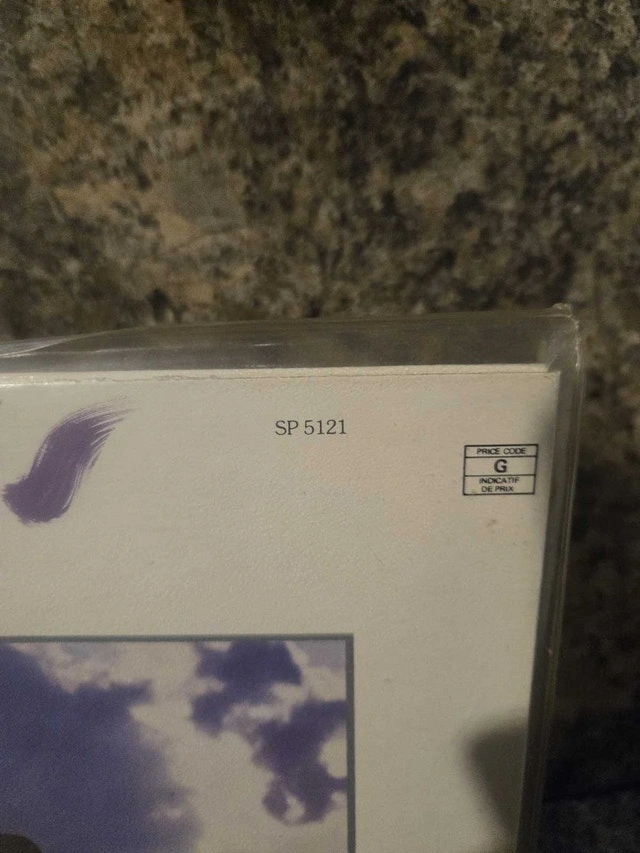 SP 5121
PRICE CODE
G
INDICATIF
DE PRIX